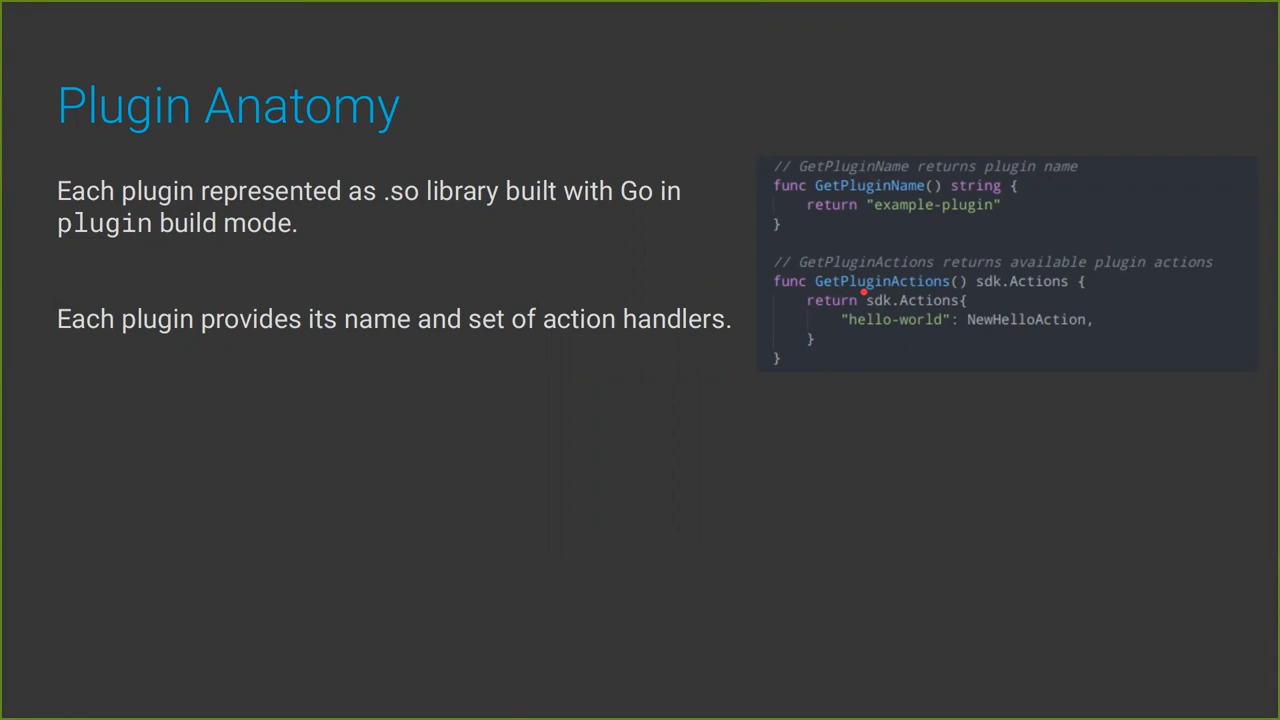 Plugin Anatomy
Each plugin represented as .so library built with Go in
plugin build mode.
Each plugin provides its name and set of action handlers.
// GetPluginName returns plugin name
func GetPluginName() string {
return "example-plugin"
}
// GetPluginActions returns available plugin actions
func GetPluginActions() sdk.Actions {
return sdk.Actions{
"hello-world": NewHelloAction,
}
}